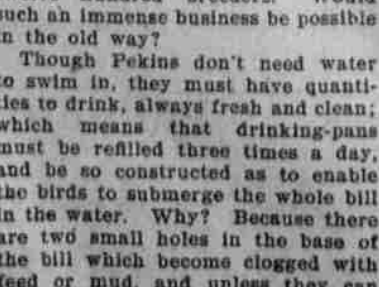 such an immense business be possible
in the old way?
Though Pekins don't need water
to swim in, they must have quanti-
ties to drink, always fresh and clean;
which means that drinking-pans
must be refilled three times a day,
and be so constructed as to enable
the birds to submerge the whole bill
in the water. Why? Because there
are two small holes in the base of
the bill which become clogged with
feed or mud, and unless they can